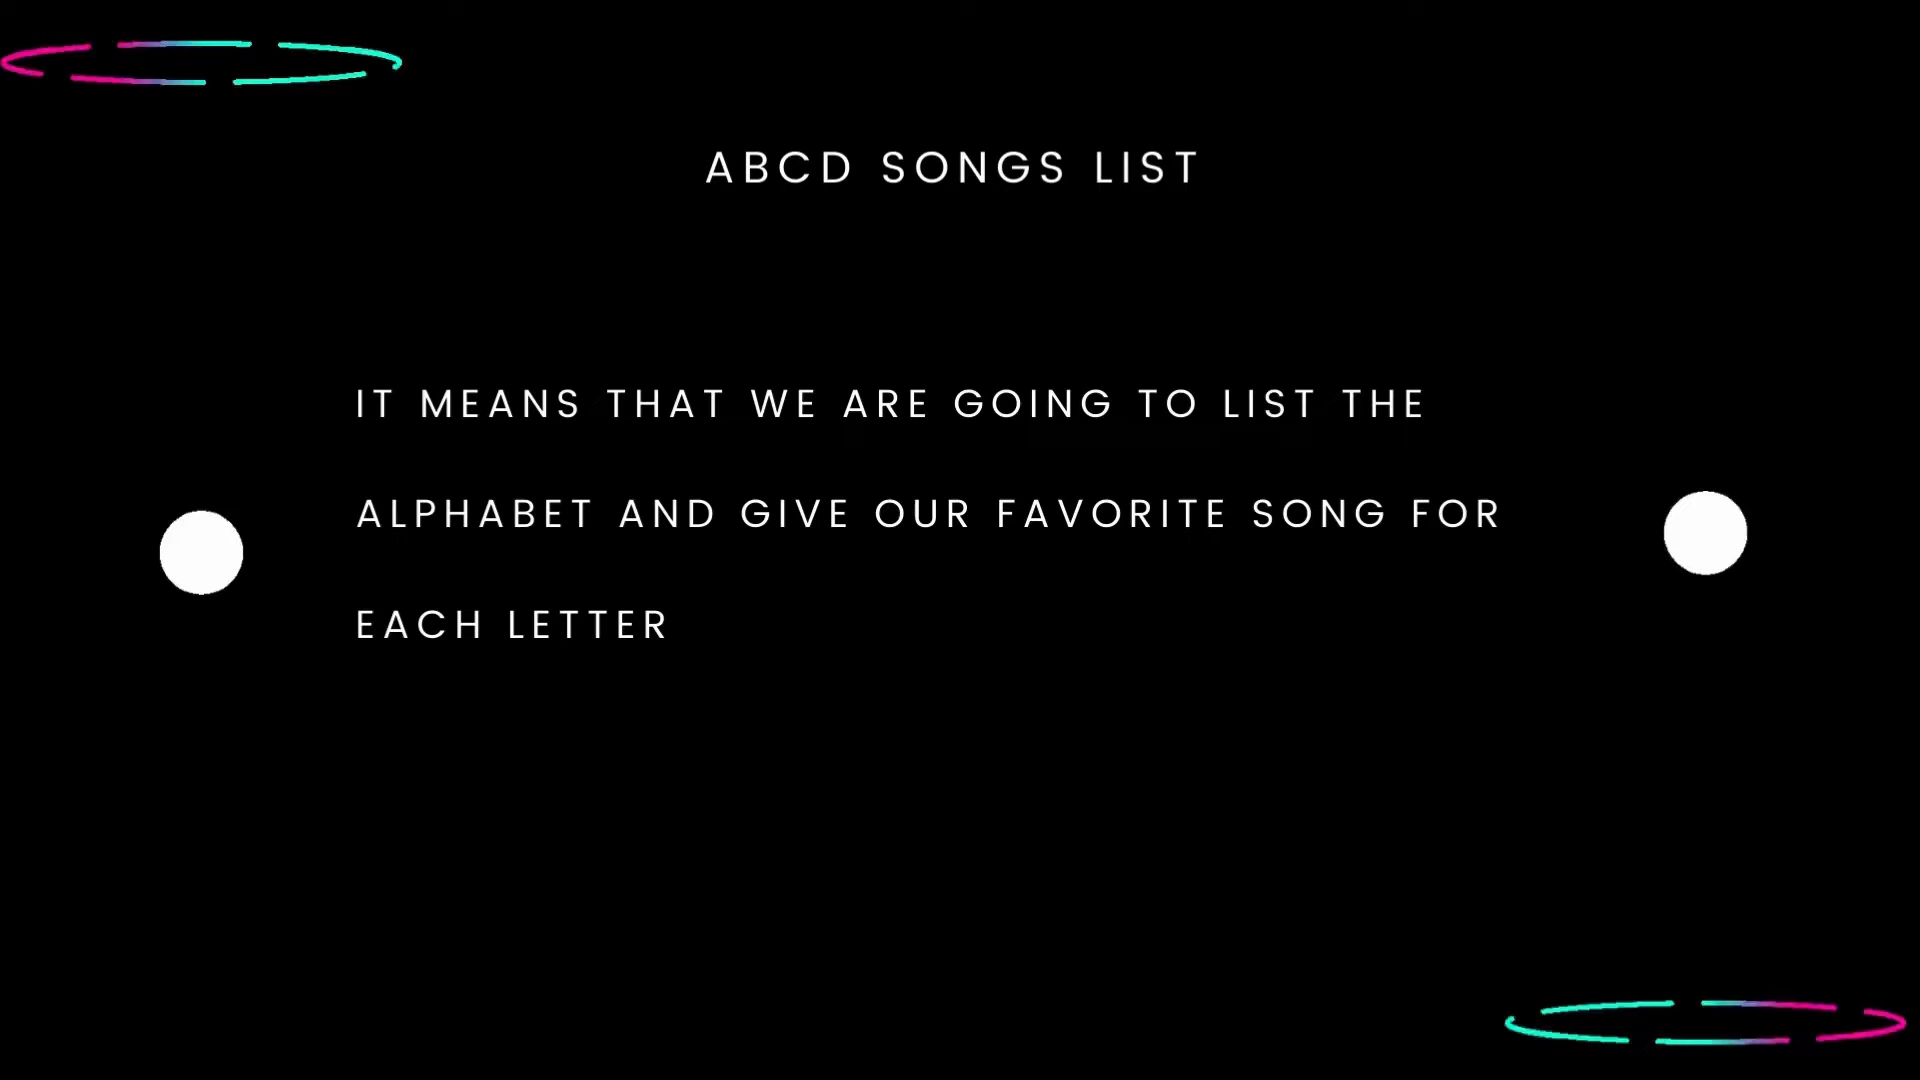 ABCD SONGS LIST
IT MEANS THAT WE ARE GOING TO LIST THE
ALPHABET AND GIVE OUR FAVORITE SONG FOR
EACH LETTER